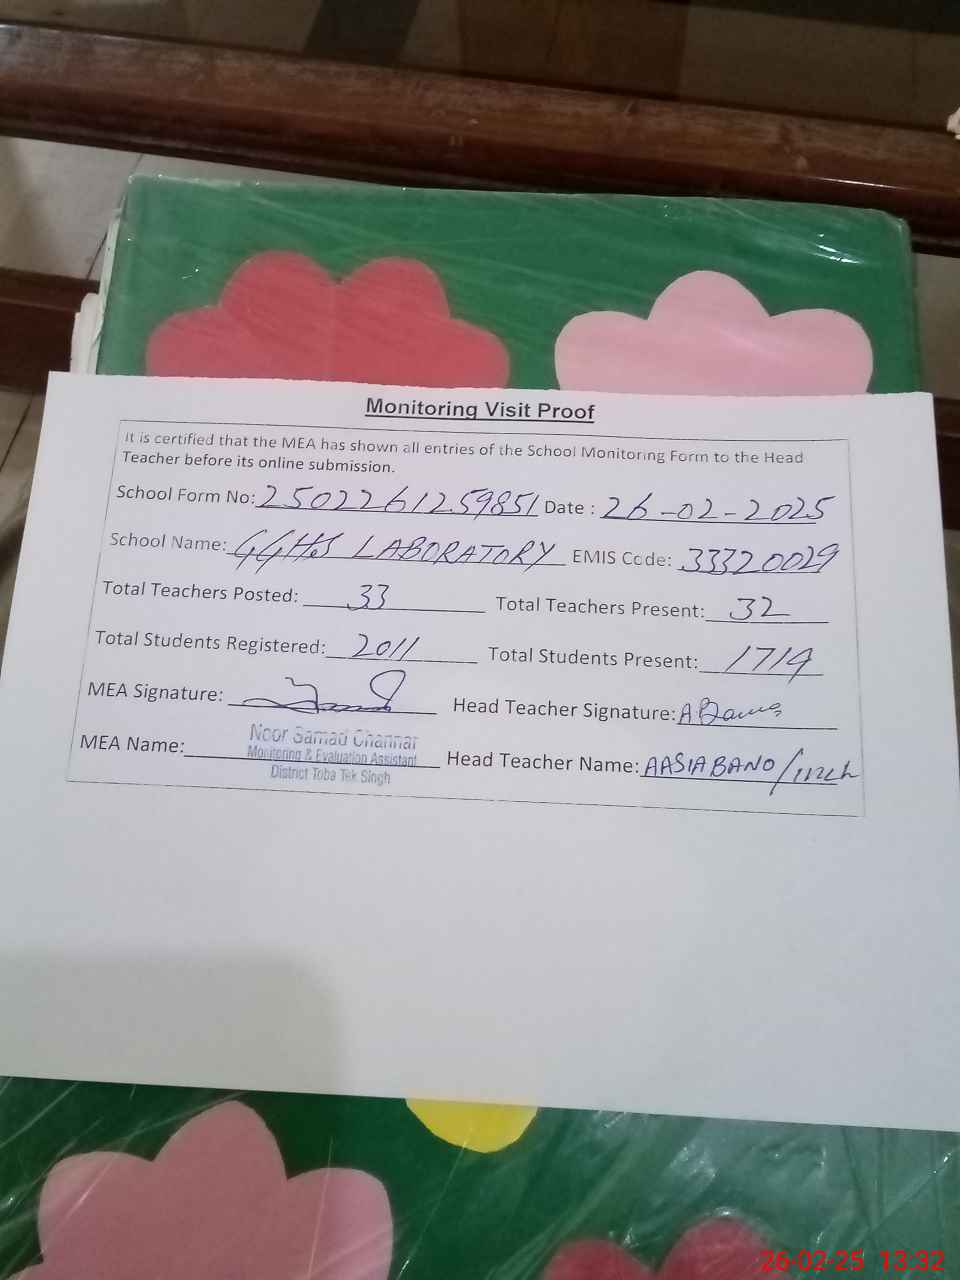 Monitoring Visit Proof
It is certified that the MEA has shown all entries of the School Monitoring Form to the Head
Teacher before its online submission.
School Form No: 2502261259851 Date : 26-02-2025
School Name: GGHSS LABORATORY EMIS Code: 33320029
Total Teachers Posted: 33 Total Teachers Present: 32
Total Students Registered: 2011 Total Students Present: 1719
MEA Signature: Head Teacher Signature:
MEA Name: Noor Samad Channar Head Teacher Name: AASIA BANO
Monitoring & Evaluation Assistant
District Toba Tek Singh
26-02-25 13:32